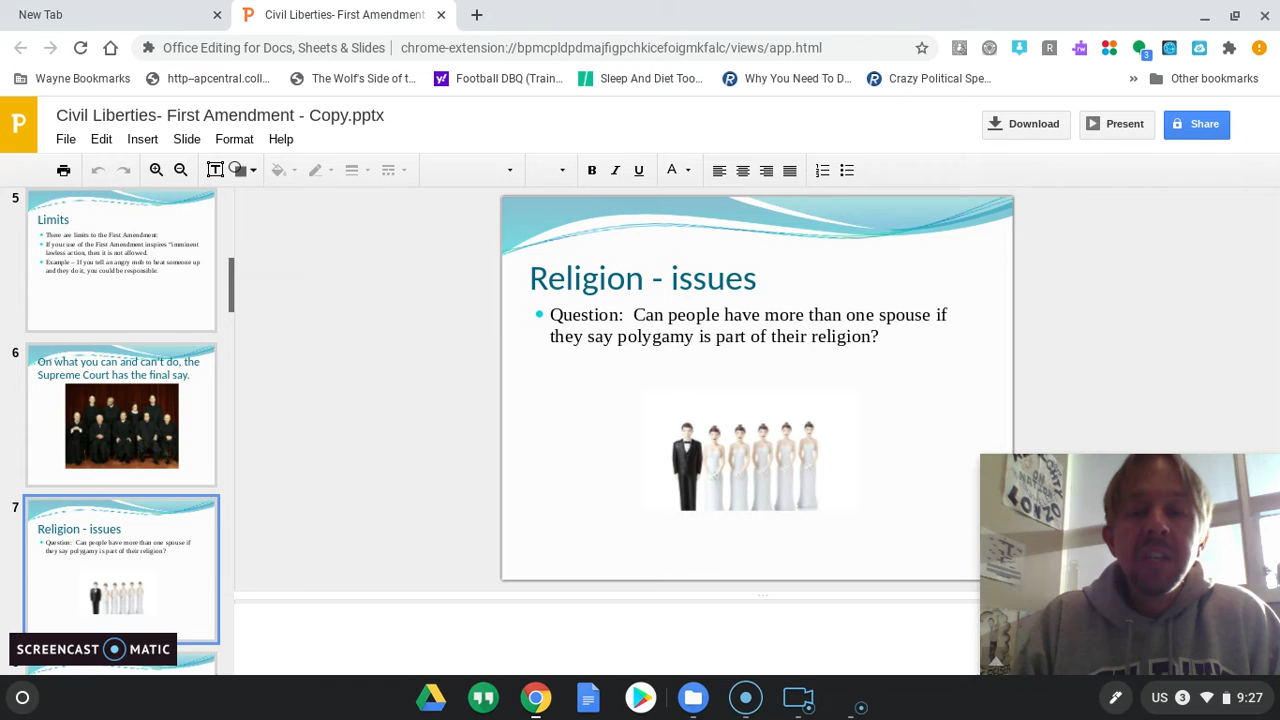 New Tab
Civil Liberties- First Amendment
Office Editing for Docs, Sheets & Slides
chrome-extension://bpmcpldpdmajfigpchkicefoigmkfalc/views/app.html
3
Wayne Bookmarks
http--apcentral.coll...
The Wolf's Side of t...
Football DBQ (Train...
Sleep And Diet Too...
Why You Need To D...
Crazy Political Spe...
Other bookmarks
Civil Liberties- First Amendment - Copy.pptx
File Edit Insert Slide Format Help
Download
Present
Share
B I U A
5
Limits
There are limits to the First Amendment:
If your use of the First Amendment inspires "imminent
lawless action, then it is not allowed.
Example – If you tell an angry mob to beat someone up
and they do it, you could be responsible.
6
On what you can and can't do, the
Supreme Court has the final say.
7
Religion - issues
Question: Can people have more than one spouse if
they say polygamy is part of their religion?
Religion - issues
Question: Can people have more than one spouse if
they say polygamy is part of their religion?
LONZO
SCREENCAST MATIC
US 3 9:27